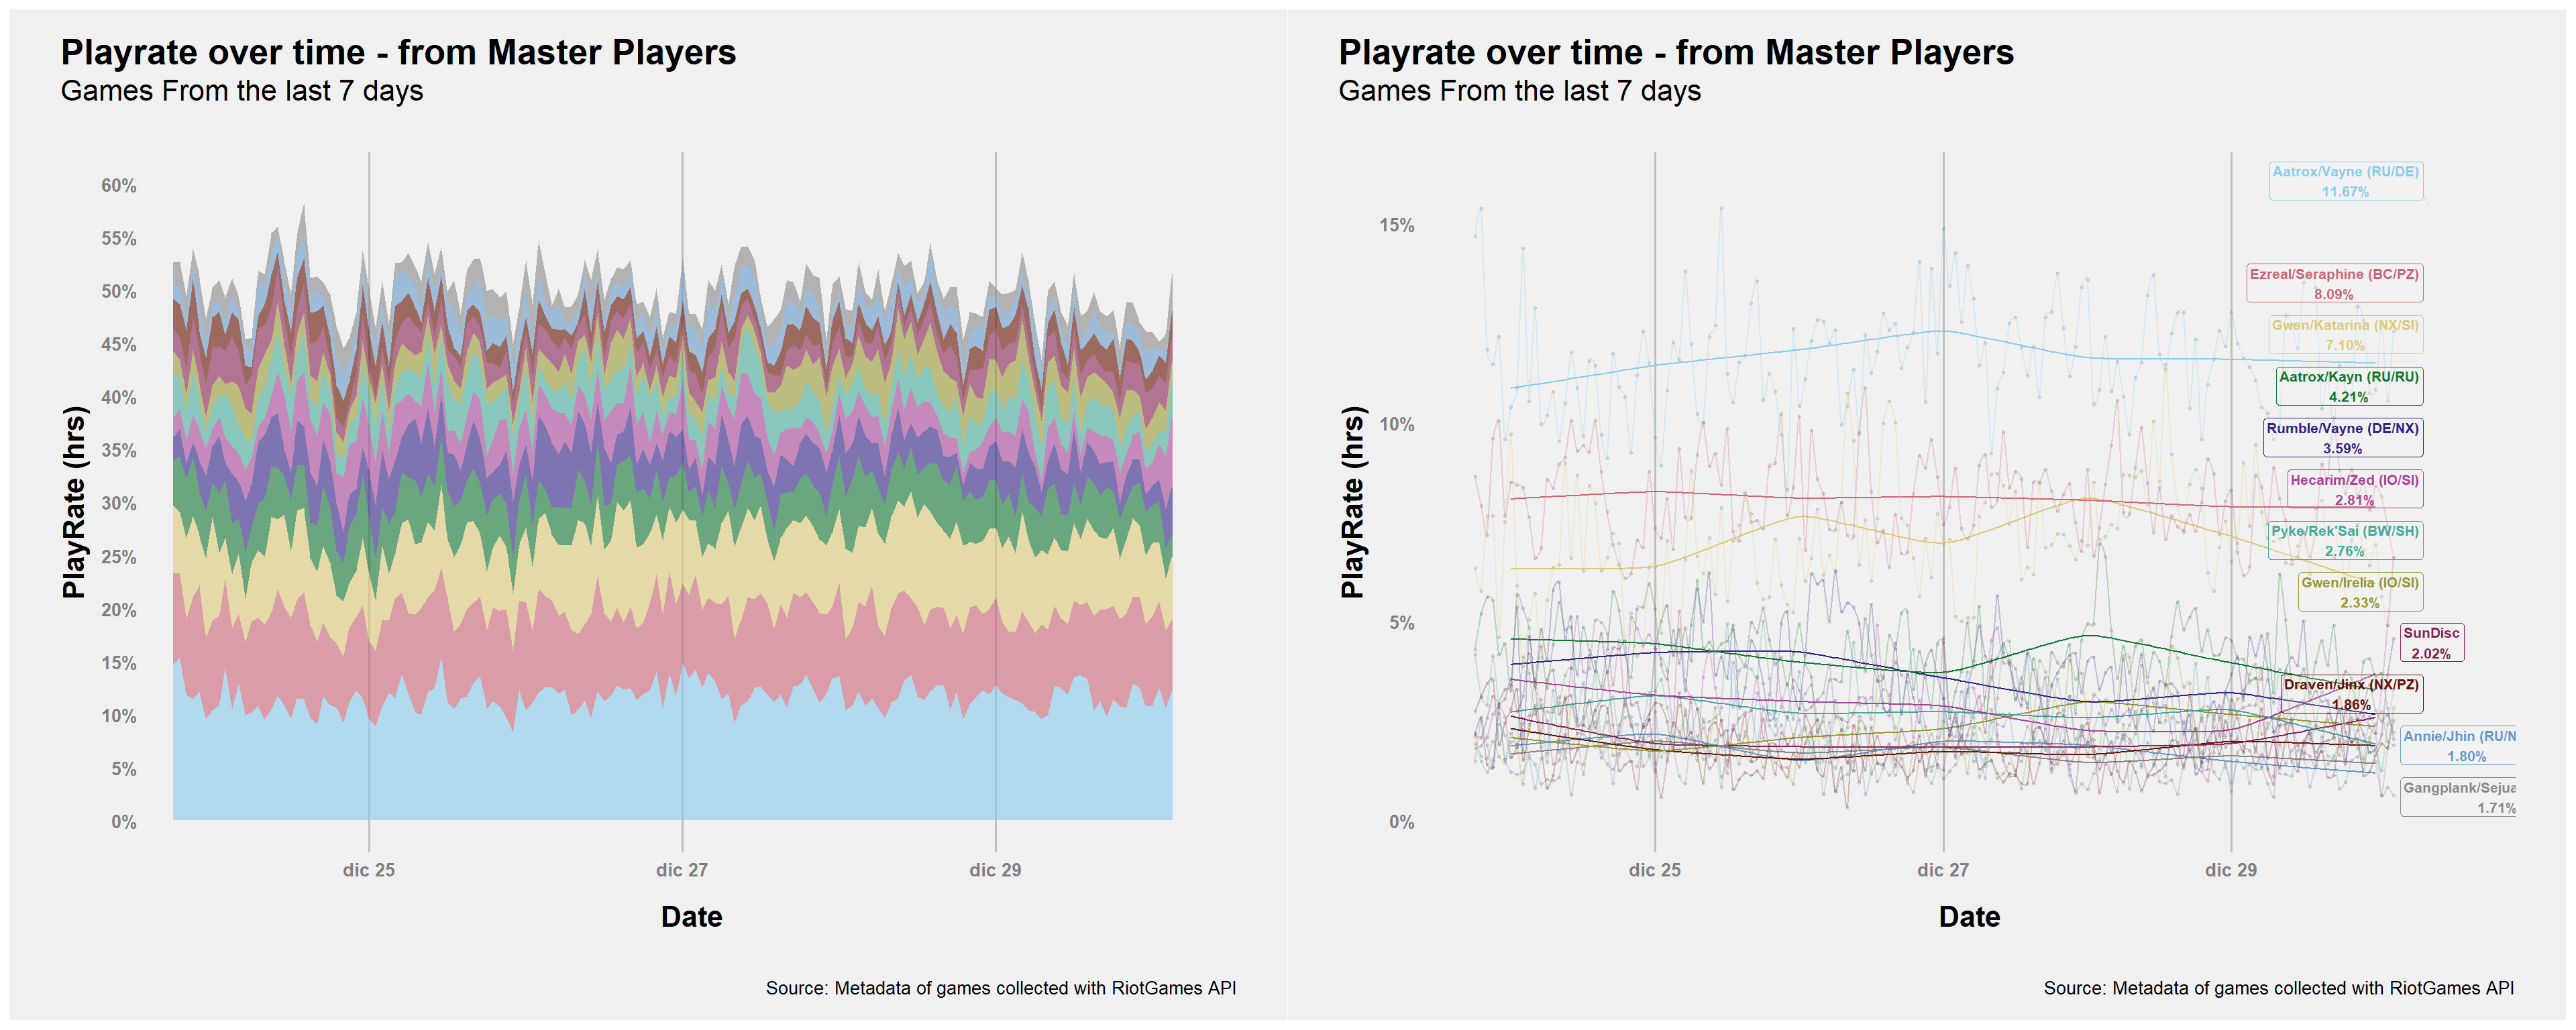 Playrate over time - from Master Players
Games From the last 7 days
PlayRate (hrs)
60%
55%
50%
45%
40%
35%
30%
25%
20%
15%
10%
5%
0%
dic 25
dic 27
dic 29
Date
Source: Metadata of games collected with RiotGames API
Playrate over time - from Master Players
Games From the last 7 days
PlayRate (hrs)
15%
10%
5%
0%
Aatrox/Vayne (RU/DE)
11.67%
Ezreal/Seraphine (BC/PZ)
8.09%
Gwen/Katarina (NX/SI)
7.10%
Aatrox/Kayn (RU/RU)
4.21%
Rumble/Vayne (DE/NX)
3.59%
Hecarim/Zed (IO/SI)
2.81%
Pyke/Rek'Sai (BW/SH)
2.76%
Gwen/Irelia (IO/SI)
2.33%
SunDisc
2.02%
Draven/Jinx (NX/PZ)
1.86%
Annie/Jhin (RU/N
1.80%
Gangplank/Sejua
1.71%
dic 25
dic 27
dic 29
Date
Source: Metadata of games collected with RiotGames API